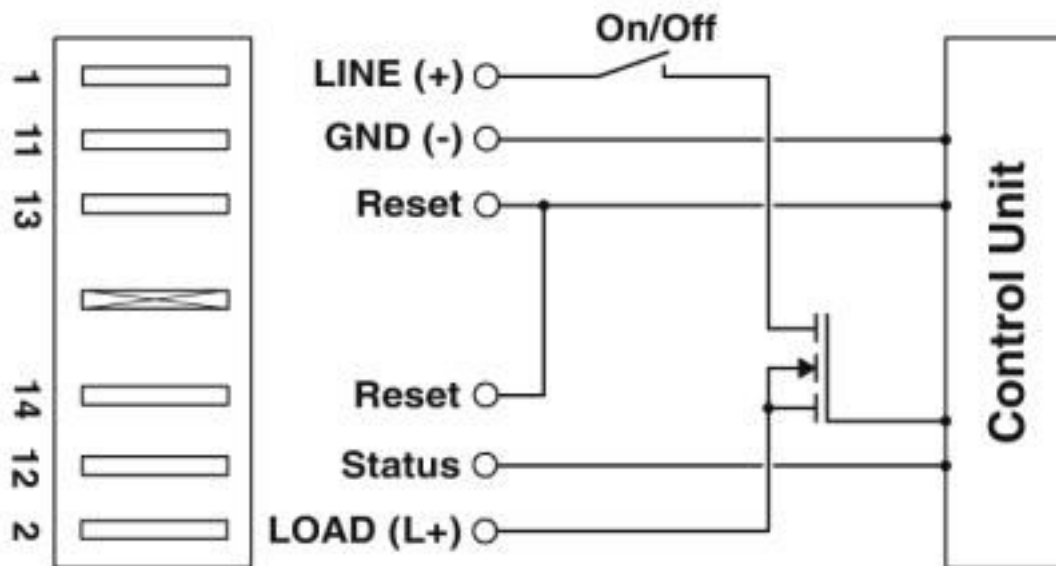 On/Off
1
LINE (+)
11
GND (-)
13
Reset
14
Reset
12
Status
2
LOAD (L+)
Control Unit